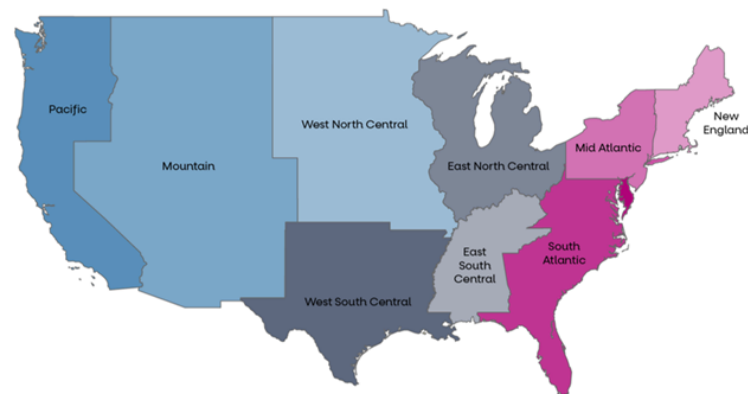 Pacific
Mountain
West North Central
East North Central
Mid Atlantic
New
England
East
South
Central
South
Atlantic
West South Central